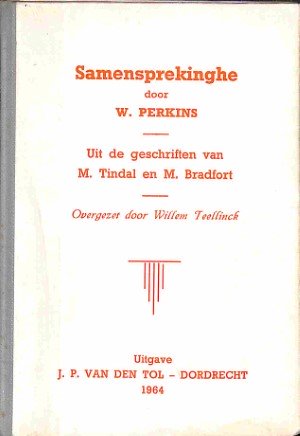 Samensprekinghe
door
W. PERKINS
Uit de geschriften van
M. Tindal en M. Bradfort
Overgezet door Willem Teellinck
Uitgave
J. P. VAN DEN TOL – DORDRECHT
1964